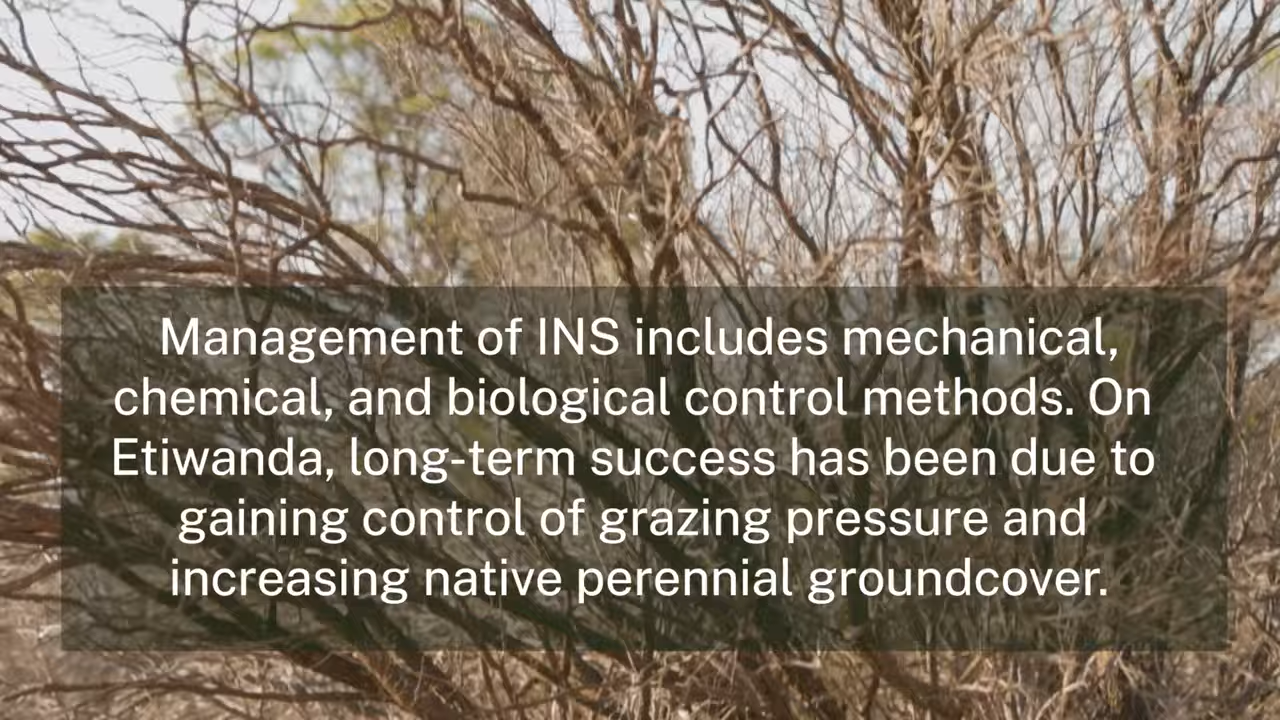 Management of INS includes mechanical,
chemical, and biological control methods. On
Etiwanda, long-term success has been due to
gaining control of grazing pressure and
increasing native perennial groundcover.